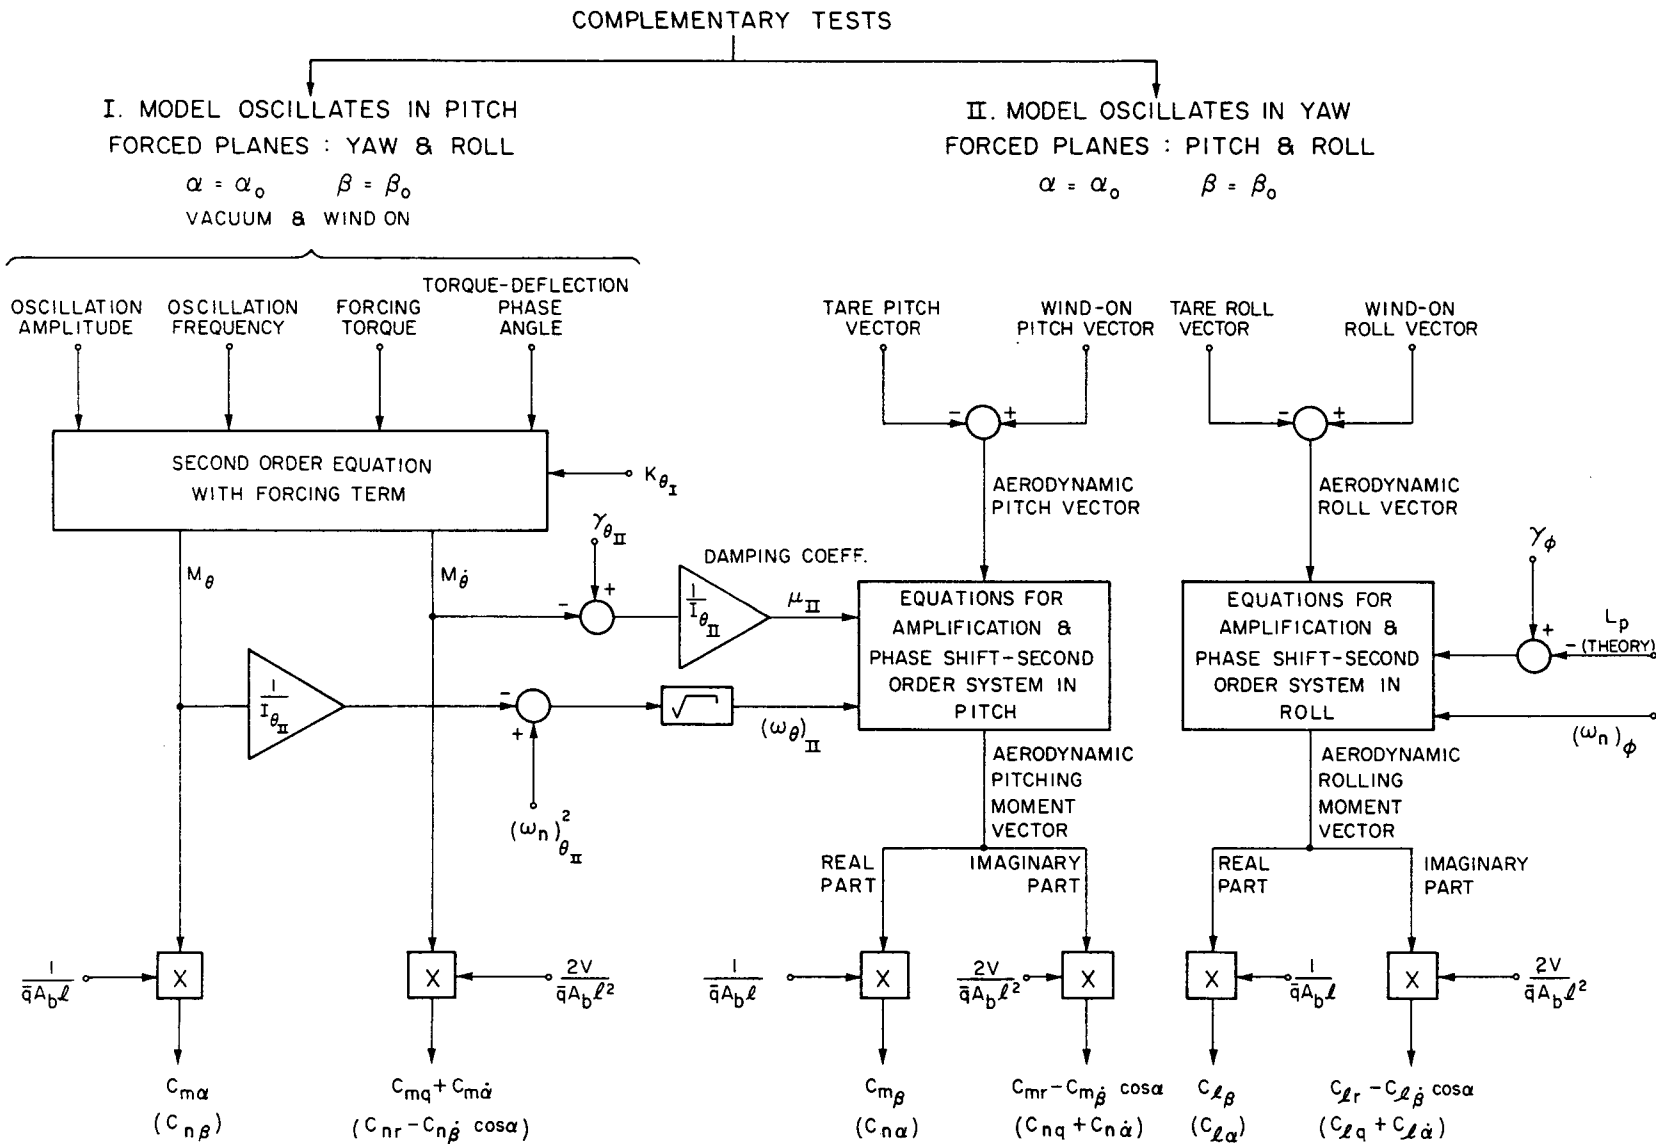 COMPLEMENTARY TESTS
I. MODEL OSCILLATES IN PITCH
FORCED PLANES : YAW & ROLL
α = α₀ β = β₀
VACUUM & WIND ON
II. MODEL OSCILLATES IN YAW
FORCED PLANES : PITCH & ROLL
α = α₀ β = β₀
OSCILLATION
AMPLITUDE
OSCILLATION
FREQUENCY
FORCING
TORQUE
TORQUE-DEFLECTION
PHASE
ANGLE
TARE PITCH
VECTOR
WIND-ON
PITCH VECTOR
TARE ROLL
VECTOR
WIND-ON
ROLL VECTOR
- +
- +
SECOND ORDER EQUATION
WITH FORCING TERM
K_θ_I
AERODYNAMIC
PITCH VECTOR
AERODYNAMIC
ROLL VECTOR
M_θ
M_θ̇
γ_θ_II
+
-
DAMPING COEFF.
1/I_θ_II
μ_II
EQUATIONS FOR
AMPLIFICATION &
PHASE SHIFT-SECOND
ORDER SYSTEM IN
PITCH
EQUATIONS FOR
AMPLIFICATION &
PHASE SHIFT-SECOND
ORDER SYSTEM IN
ROLL
γ_φ
+
L_p
-(THEORY)
(ω_n)_φ
1/I_θ_II
-
+
√
(ω_θ)_II
(ω_n)²_θ_II
AERODYNAMIC
PITCHING
MOMENT
VECTOR
AERODYNAMIC
ROLLING
MOMENT
VECTOR
REAL
PART
IMAGINARY
PART
REAL
PART
IMAGINARY
PART
1/q̄A_bℓ X
X 2V/q̄A_bℓ²
1/q̄A_bℓ X
2V/q̄A_bℓ² X
X 1/q̄A_bℓ
X 2V/q̄A_bℓ²
C_mα
(C_nβ)
C_mq + C_mα̇
(C_nr − C_nβ̇ cosα)
C_mβ
(C_nα)
C_mr − C_mβ̇ cosα
(C_nq + C_nα̇)
C_ℓβ
(C_ℓα)
C_ℓr − C_ℓβ̇ cosα
(C_ℓq + C_ℓα̇)